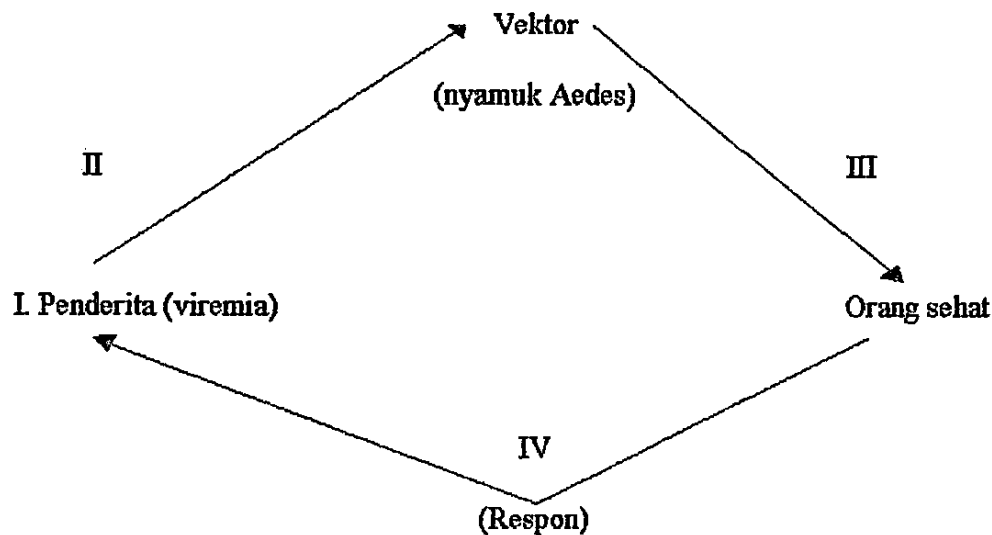 Vektor
(nyamuk Aedes)
II
III
I. Penderita (viremia)
Orang sehat
IV
(Respon)